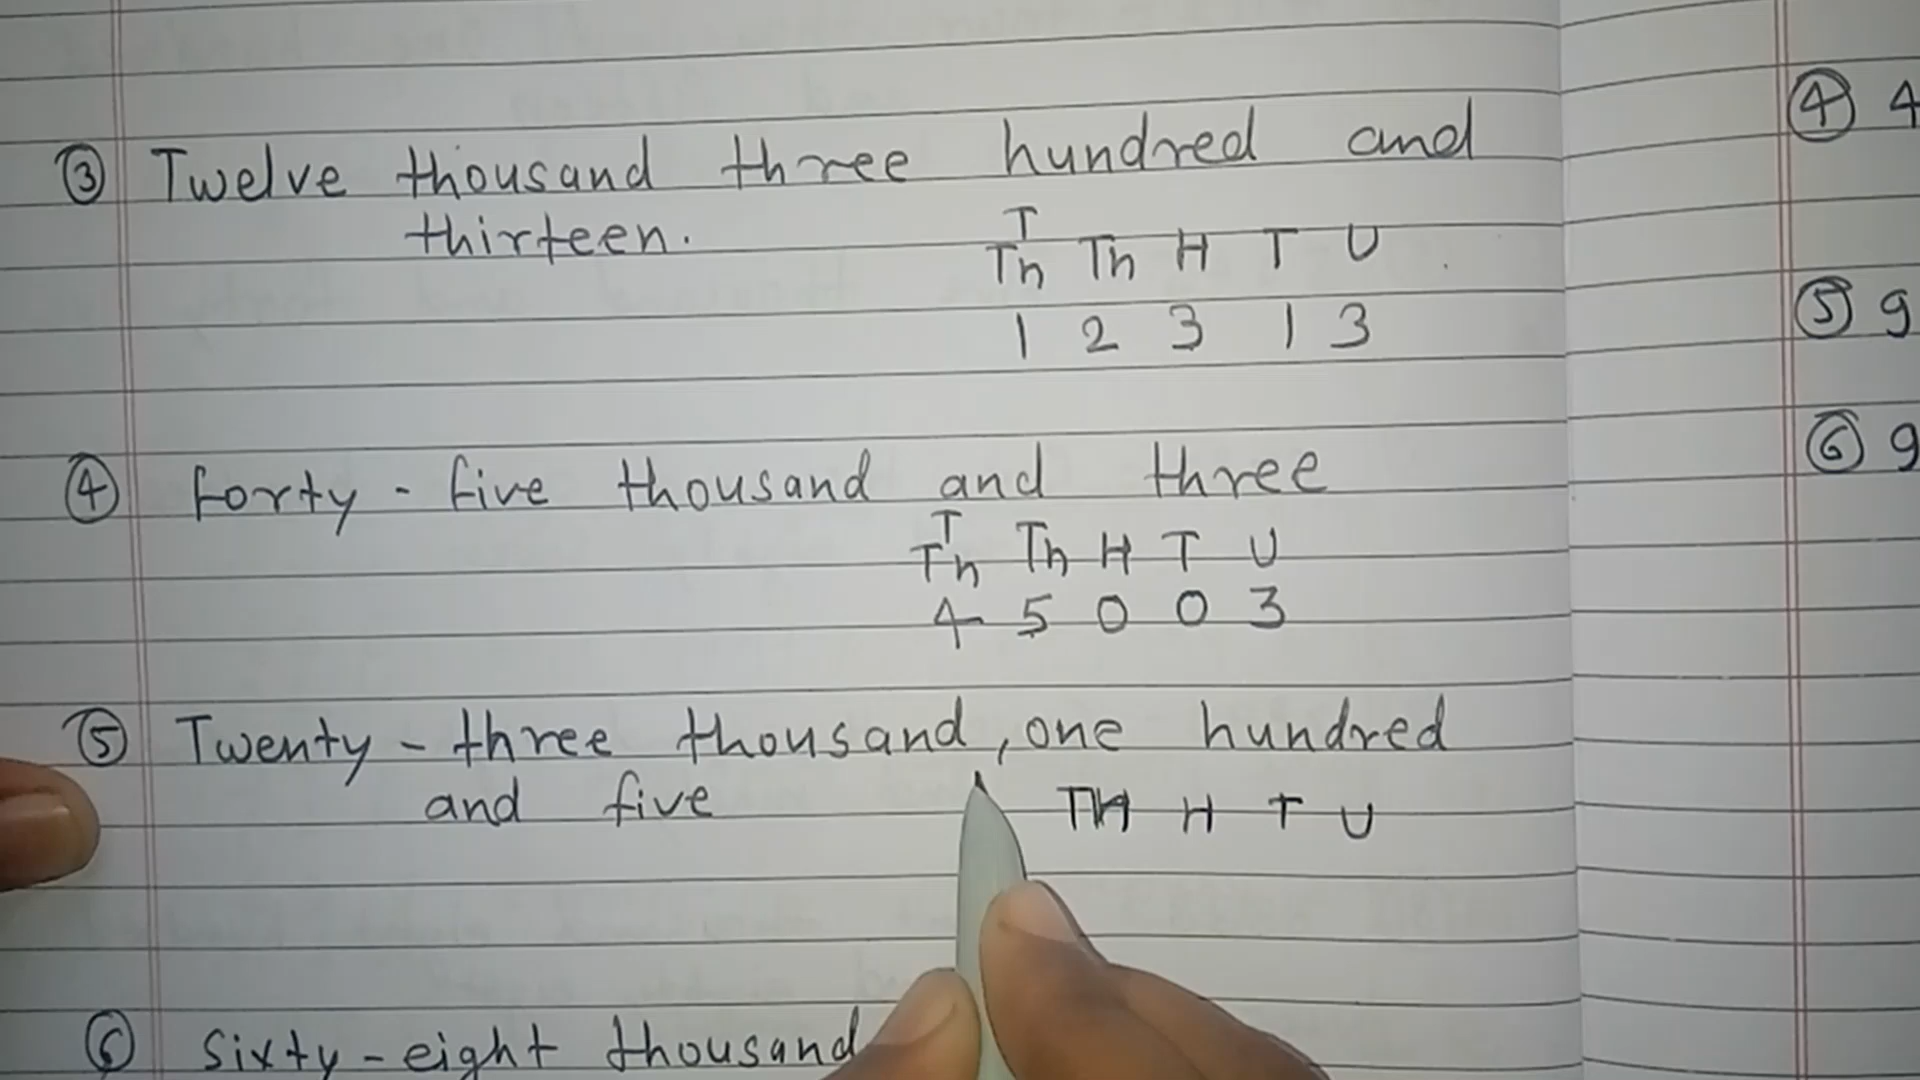 ③ Twelve thousand three hundred and
thirteen.
T
Th Th H T U
1 2 3 1 3
④ Forty-five thousand and three
T
Th Th H T U
4 5 0 0 3
⑤ Twenty-three thousand, one hundred
and five TH H T U
⑥ Sixty-eight thousand
④ 4
⑤ 9
⑥ 9